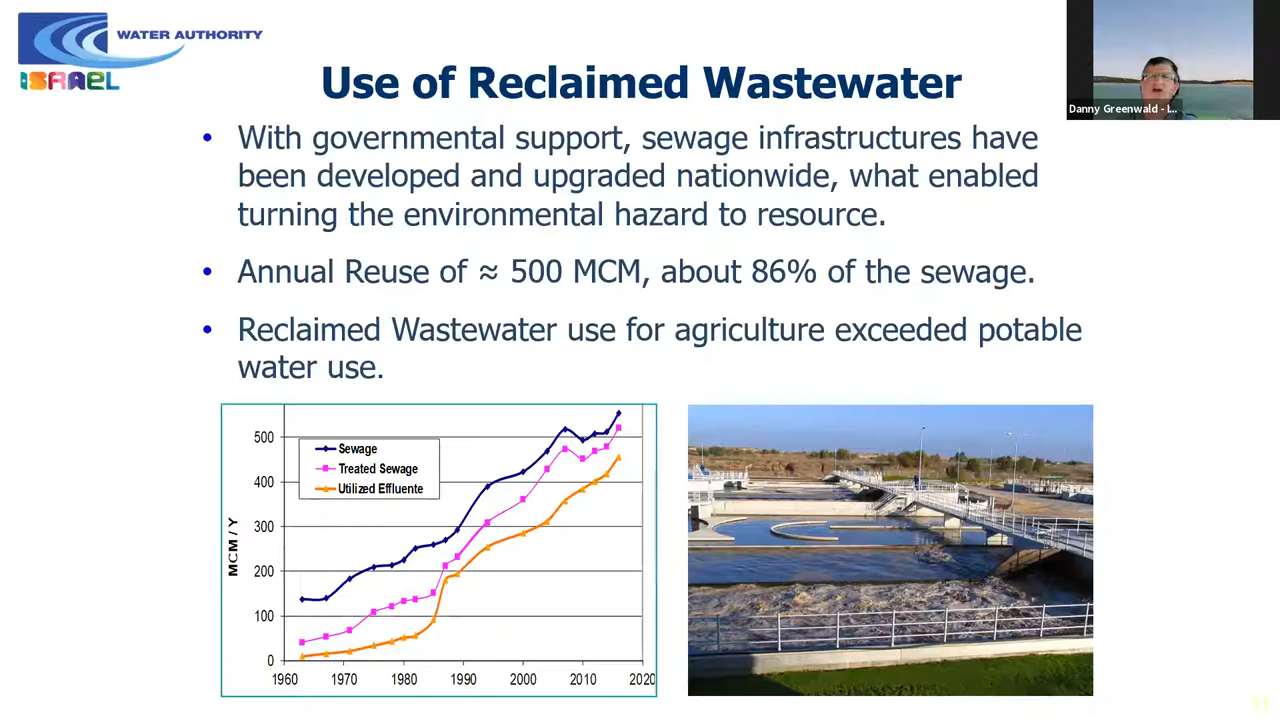 WATER AUTHORITY
ISRAEL
Use of Reclaimed Wastewater
Danny Greenwald - I...
• With governmental support, sewage infrastructures have
been developed and upgraded nationwide, what enabled
turning the environmental hazard to resource.
• Annual Reuse of ≈ 500 MCM, about 86% of the sewage.
• Reclaimed Wastewater use for agriculture exceeded potable
water use.
MCM / Y
500
400
300
200
100
0
Sewage
Treated Sewage
Utilized Effluente
1960 1970 1980 1990 2000 2010 2020